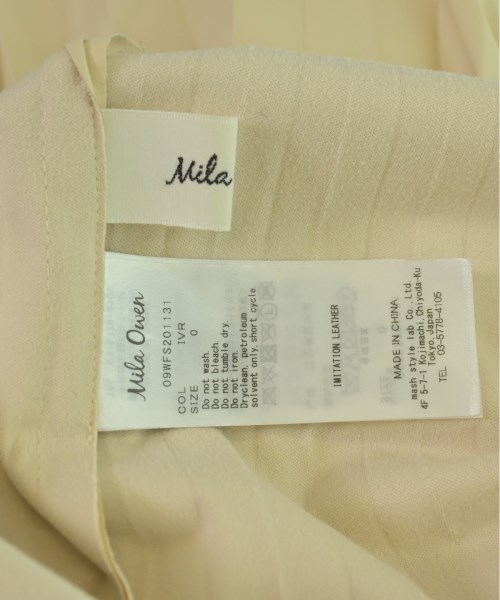 Mila
Mila Owen
09WFS201131
COL IVR
SIZE 0
Do not wash.
Do not bleach.
Do not tumble dry.
Do not iron.
Dryclean, petroleum
solvent only, short cycle.
IMITATION LEATHER
MADE IN CHINA
mash style lab Co., Ltd.
4F 5-7-1 Kojimachi, Chiyoda-Ku
Tokyo, Japan
TEL 03-5778-4105